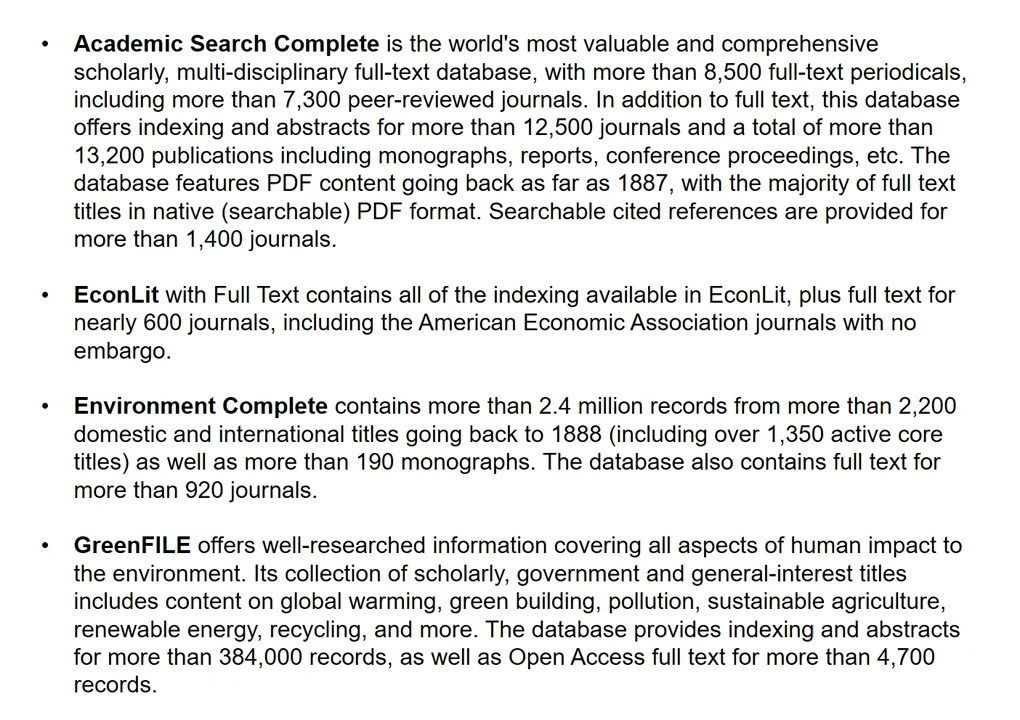 • Academic Search Complete is the world's most valuable and comprehensive
scholarly, multi-disciplinary full-text database, with more than 8,500 full-text periodicals,
including more than 7,300 peer-reviewed journals. In addition to full text, this database
offers indexing and abstracts for more than 12,500 journals and a total of more than
13,200 publications including monographs, reports, conference proceedings, etc. The
database features PDF content going back as far as 1887, with the majority of full text
titles in native (searchable) PDF format. Searchable cited references are provided for
more than 1,400 journals.
• EconLit with Full Text contains all of the indexing available in EconLit, plus full text for
nearly 600 journals, including the American Economic Association journals with no
embargo.
• Environment Complete contains more than 2.4 million records from more than 2,200
domestic and international titles going back to 1888 (including over 1,350 active core
titles) as well as more than 190 monographs. The database also contains full text for
more than 920 journals.
• GreenFILE offers well-researched information covering all aspects of human impact to
the environment. Its collection of scholarly, government and general-interest titles
includes content on global warming, green building, pollution, sustainable agriculture,
renewable energy, recycling, and more. The database provides indexing and abstracts
for more than 384,000 records, as well as Open Access full text for more than 4,700
records.